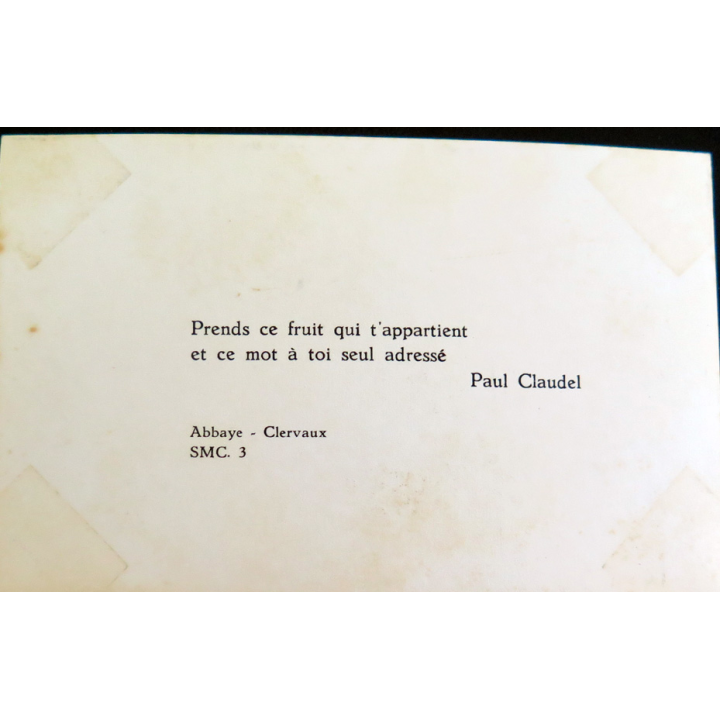 Prends ce fruit qui t'appartient
et ce mot à toi seul adressé
Paul Claudel
Abbaye - Clervaux
SMC. 3